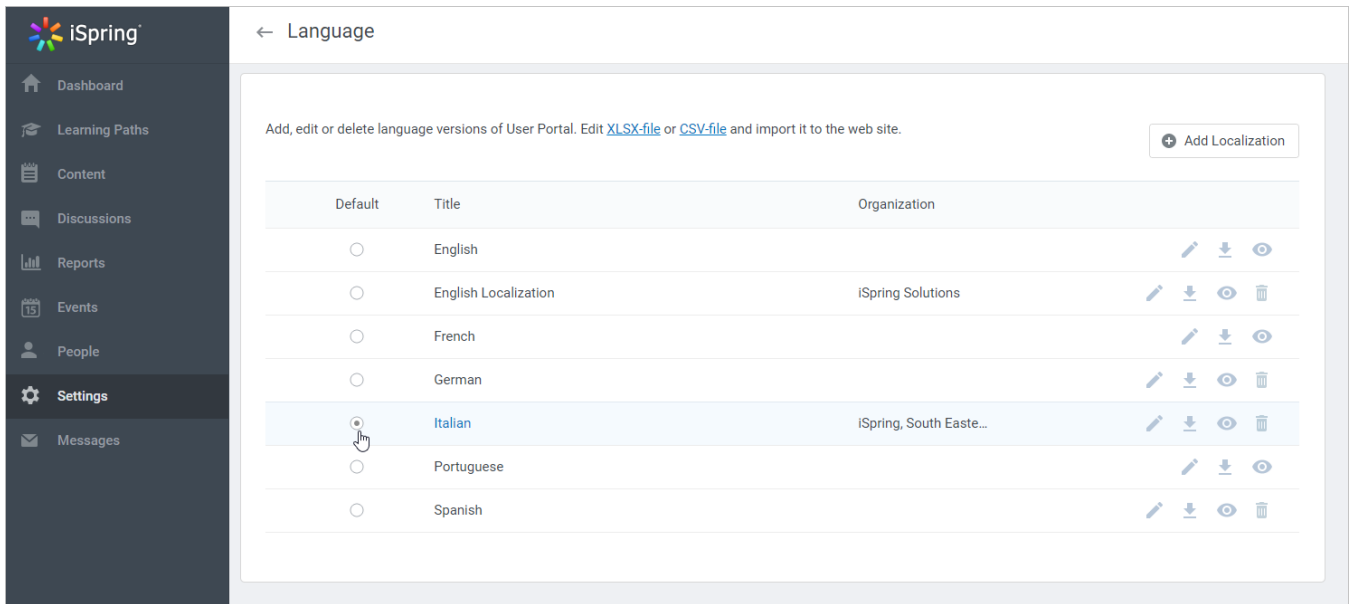 iSpring
Language
Dashboard
Learning Paths
Content
Discussions
Reports
15
Events
People
Settings
Messages
Add, edit or delete language versions of User Portal. Edit XLSX-file or CSV-file and import it to the web site.
Add Localization
Default Title Organization
English
English Localization iSpring Solutions
French
German
Italian iSpring, South Easte...
Portuguese
Spanish